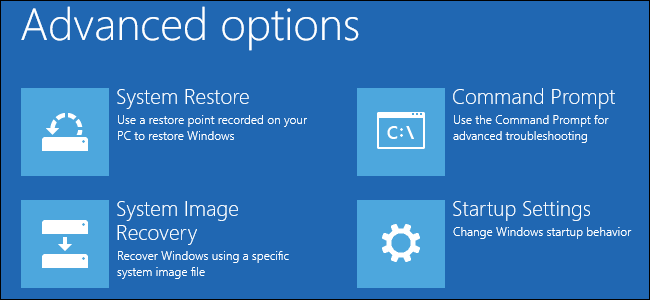 Advanced options
System Restore
Use a restore point recorded on your
PC to restore Windows
Command Prompt
Use the Command Prompt for
advanced troubleshooting
C:\
System Image
Recovery
Recover Windows using a specific
system image file
Startup Settings
Change Windows startup behavior